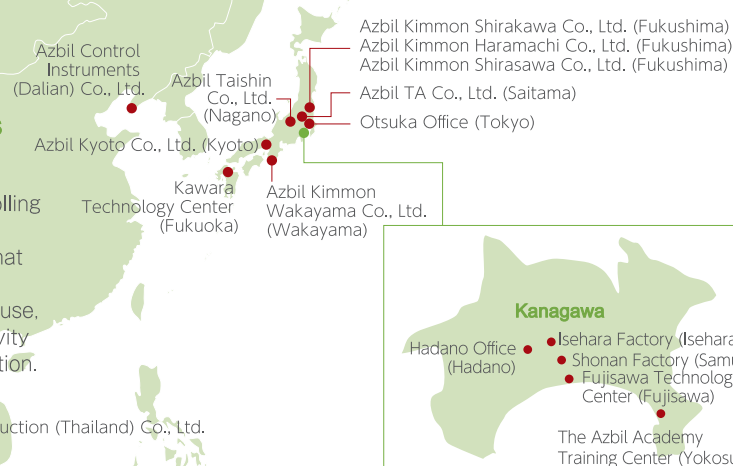 Azbil Kimmon Shirakawa Co., Ltd. (Fukushima)
Azbil Kimmon Haramachi Co., Ltd. (Fukushima)
Azbil Kimmon Shirasawa Co., Ltd. (Fukushima)
Azbil Control
Instruments
(Dalian) Co., Ltd.
Azbil Taishin
Co., Ltd.
(Nagano)
Azbil TA Co., Ltd. (Saitama)
Otsuka Office (Tokyo)
Azbil Kyoto Co., Ltd. (Kyoto)
Kawara
Technology Center
(Fukuoka)
Azbil Kimmon
Wakayama Co., Ltd.
(Wakayama)
Kanagawa
Isehara Factory (Isehara
Hadano Office
(Hadano)
Shonan Factory (Samu
Fujisawa Technolog
Center (Fujisawa)
The Azbil Academy
Training Center (Yokosu
lling
hat
use,
vity
tion.
uction (Thailand) Co., Ltd.